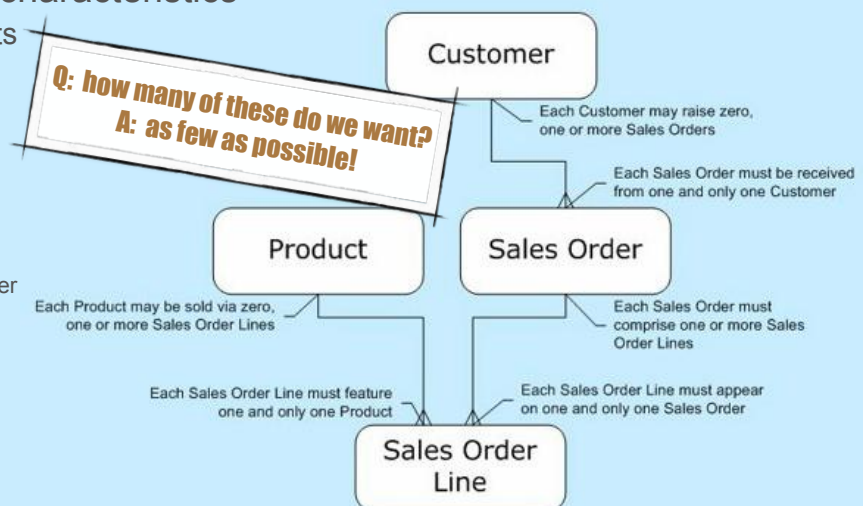 characteristics
ts
Q: how many of these do we want?
A: as few as possible!
Customer
Each Customer may raise zero,
one or more Sales Orders
Each Sales Order must be received
from one and only one Customer
Product
Sales Order
er
Each Product may be sold via zero,
one or more Sales Order Lines
Each Sales Order must
comprise one or more Sales
Order Lines
Each Sales Order Line must feature
one and only one Product
Each Sales Order Line must appear
on one and only one Sales Order
Sales Order
Line